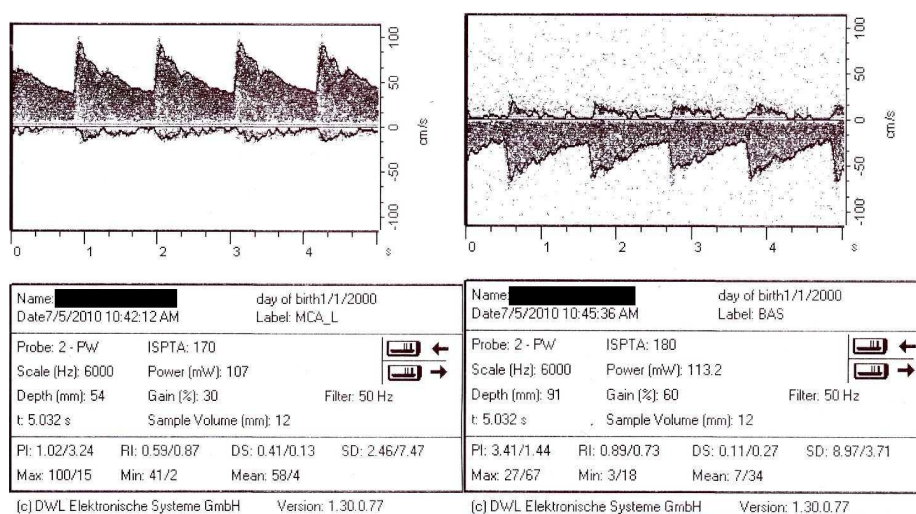 100
50
0
-50
-100
cm/s
0 1 2 3 4 s
100
50
0
-50
-100
cm/s
0 1 2 3 4 s
Name: day of birth1/1/2000
Date7/5/2010 10:42:12 AM Label: MCA_L
Probe: 2 - PW ISPTA: 170
Scale (Hz): 6000 Power (mW): 107
Depth (mm): 54 Gain (%): 30 Filter: 50 Hz
t: 5.032 s Sample Volume (mm): 12
PI: 1.02/3.24 RI: 0.59/0.87 DS: 0.41/0.13 SD: 2.46/7.47
Max: 100/15 Min: 41/2 Mean: 58/4
(c) DWL Elektronische Systeme GmbH Version: 1.30.0.77
Name: day of birth1/1/2000
Date7/5/2010 10:45:36 AM Label: BAS
Probe: 2 - PW ISPTA: 180
Scale (Hz): 6000 Power (mW): 113.2
Depth (mm): 91 Gain (%): 60 Filter: 50 Hz
t: 5.032 s Sample Volume (mm): 12
PI: 3.41/1.44 RI: 0.89/0.73 DS: 0.11/0.27 SD: 8.97/3.71
Max: 27/67 Min: 3/18 Mean: 7/34
(c) DWL Elektronische Systeme GmbH Version: 1.30.0.77